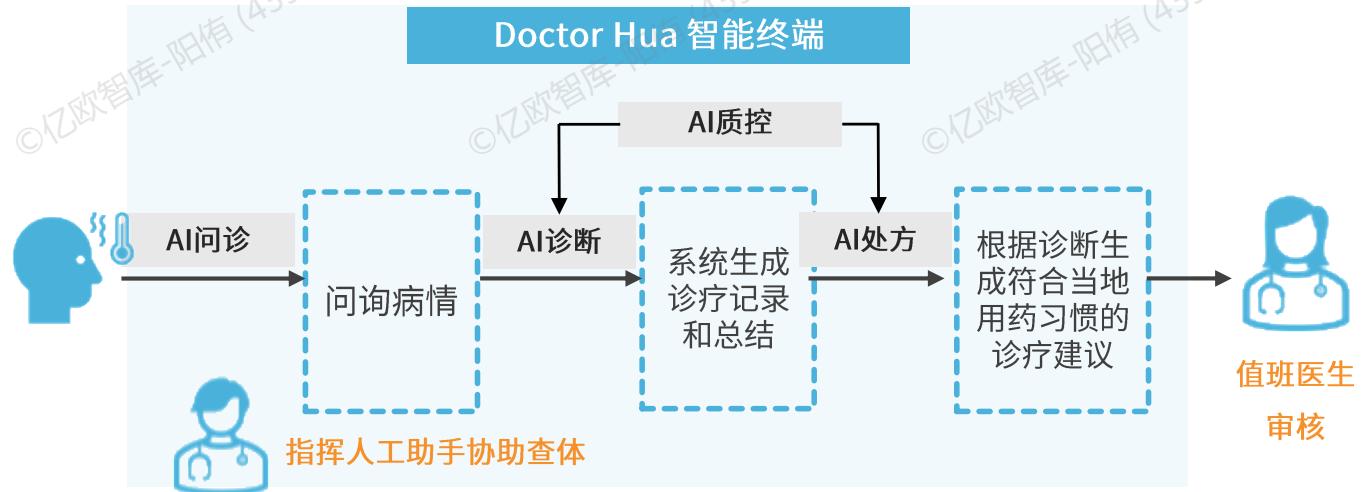 Doctor Hua 智能终端
AI质控
AI问诊
问询病情
AI诊断
系统生成
诊疗记录
和总结
AI处方
根据诊断生
成符合当地
用药习惯的
诊疗建议
值班医生
审核
指挥人工助手协助查体
©亿欧智库-阳侑
©亿欧智库-阳侑
©亿欧智库-阳侑